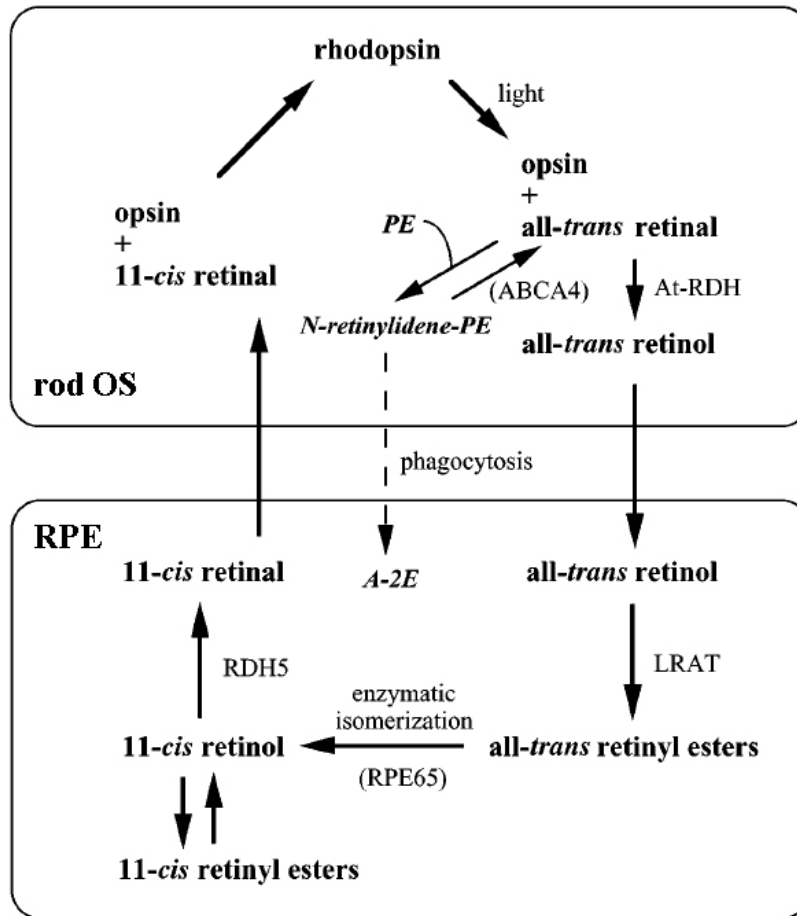 rhodopsin
light
opsin
+
all-trans retinal
opsin
+
11-cis retinal
PE
(ABCA4)
At-RDH
N-retinylidene-PE
all-trans retinol
rod OS
phagocytosis
RPE
11-cis retinal
A-2E
all-trans retinol
RDH5
LRAT
enzymatic
isomerization
11-cis retinol
all-trans retinyl esters
(RPE65)
11-cis retinyl esters